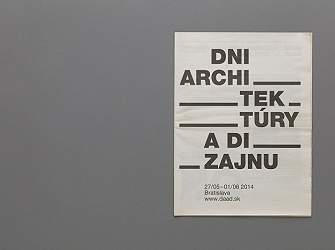 DNI
ARCHI
TEK
TÚRY
A DI
ZAJNU
27/05–01/06 2014
Bratislava
www.daad.sk